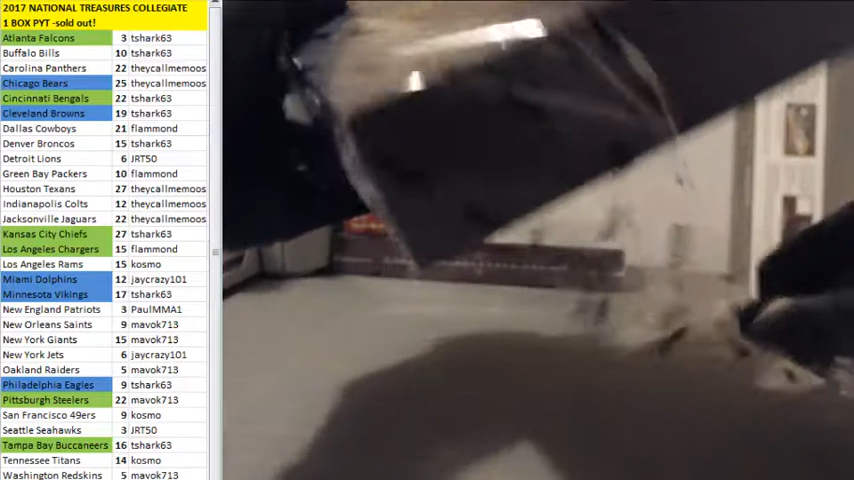 2017 NATIONAL TREASURES COLLEGIATE
1 BOX PYT -sold out!
Atlanta Falcons 3 tshark63
Buffalo Bills 10 tshark63
Carolina Panthers 22 theycallmemoos
Chicago Bears 25 theycallmemoos
Cincinnati Bengals 22 tshark63
Cleveland Browns 19 tshark63
Dallas Cowboys 21 flammond
Denver Broncos 15 tshark63
Detroit Lions 6 JRT50
Green Bay Packers 10 flammond
Houston Texans 27 theycallmemoos
Indianapolis Colts 12 theycallmemoos
Jacksonville Jaguars 22 theycallmemoos
Kansas City Chiefs 27 tshark63
Los Angeles Chargers 15 flammond
Los Angeles Rams 15 kosmo
Miami Dolphins 12 jaycrazy101
Minnesota Vikings 17 tshark63
New England Patriots 3 PaulMMA1
New Orleans Saints 9 mavok713
New York Giants 15 mavok713
New York Jets 6 jaycrazy101
Oakland Raiders 5 mavok713
Philadelphia Eagles 9 tshark63
Pittsburgh Steelers 22 mavok713
San Francisco 49ers 9 kosmo
Seattle Seahawks 3 JRT50
Tampa Bay Buccaneers 16 tshark63
Tennessee Titans 14 kosmo
Washington Redskins 5 mavok713